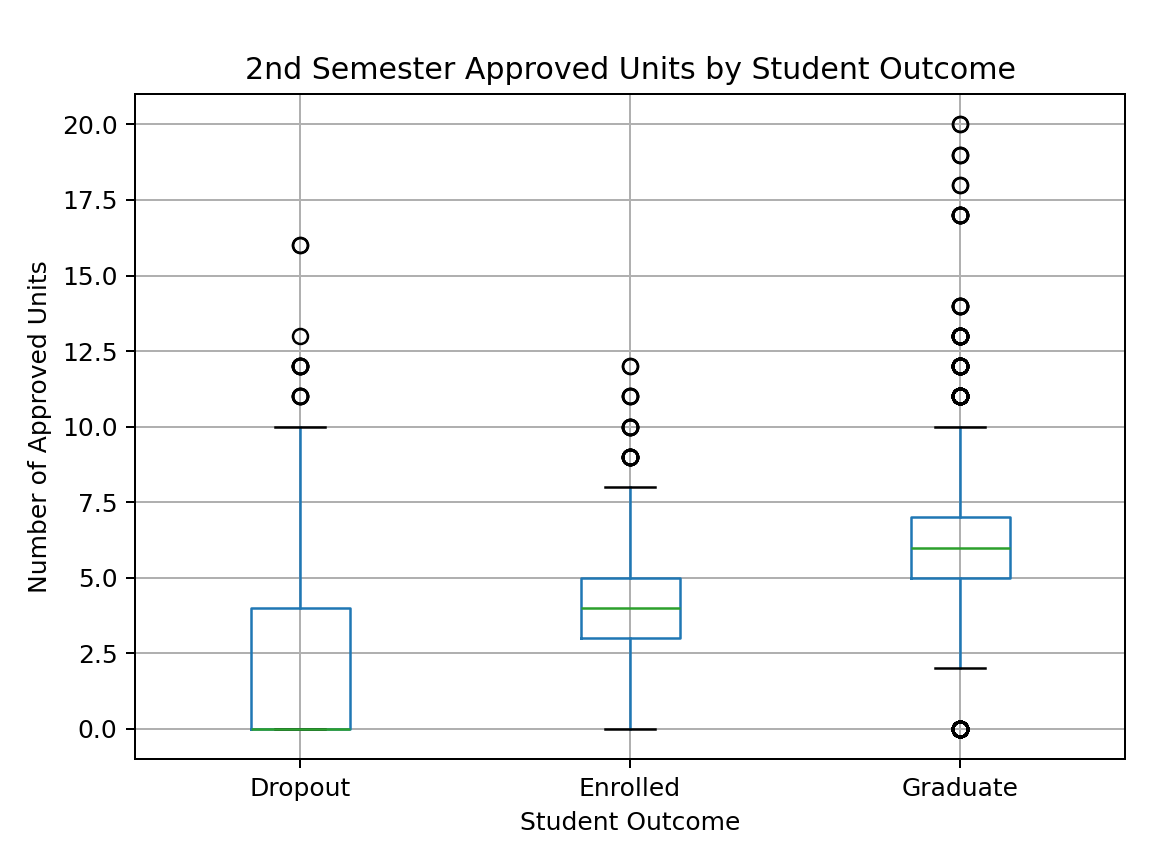 2nd Semester Approved Units by Student Outcome
Number of Approved Units
20.0
17.5
15.0
12.5
10.0
7.5
5.0
2.5
0.0
Dropout Enrolled Graduate
Student Outcome